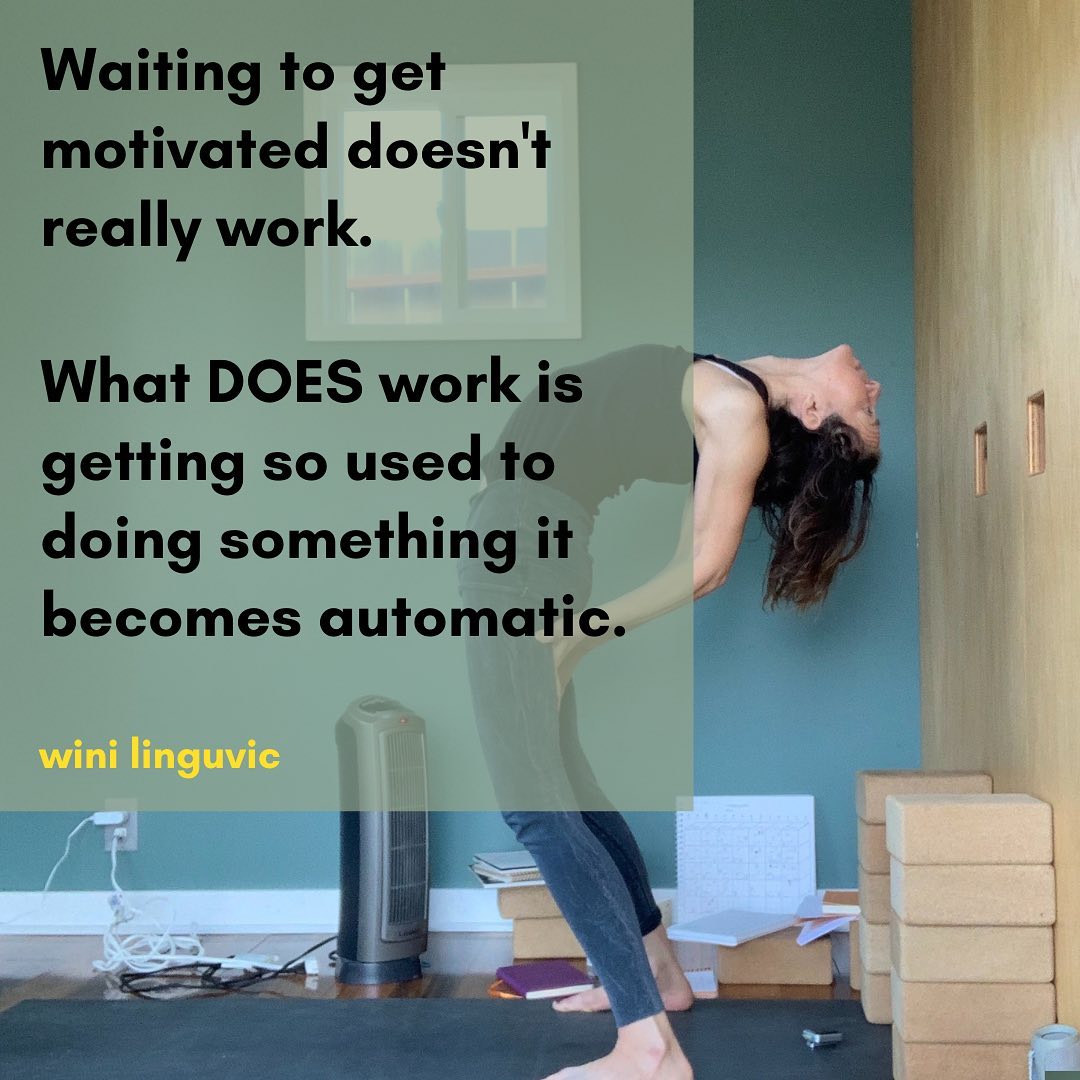 Waiting to get
motivated doesn't
really work.
What DOES work is
getting so used to
doing something it
becomes automatic.
wini linguvic